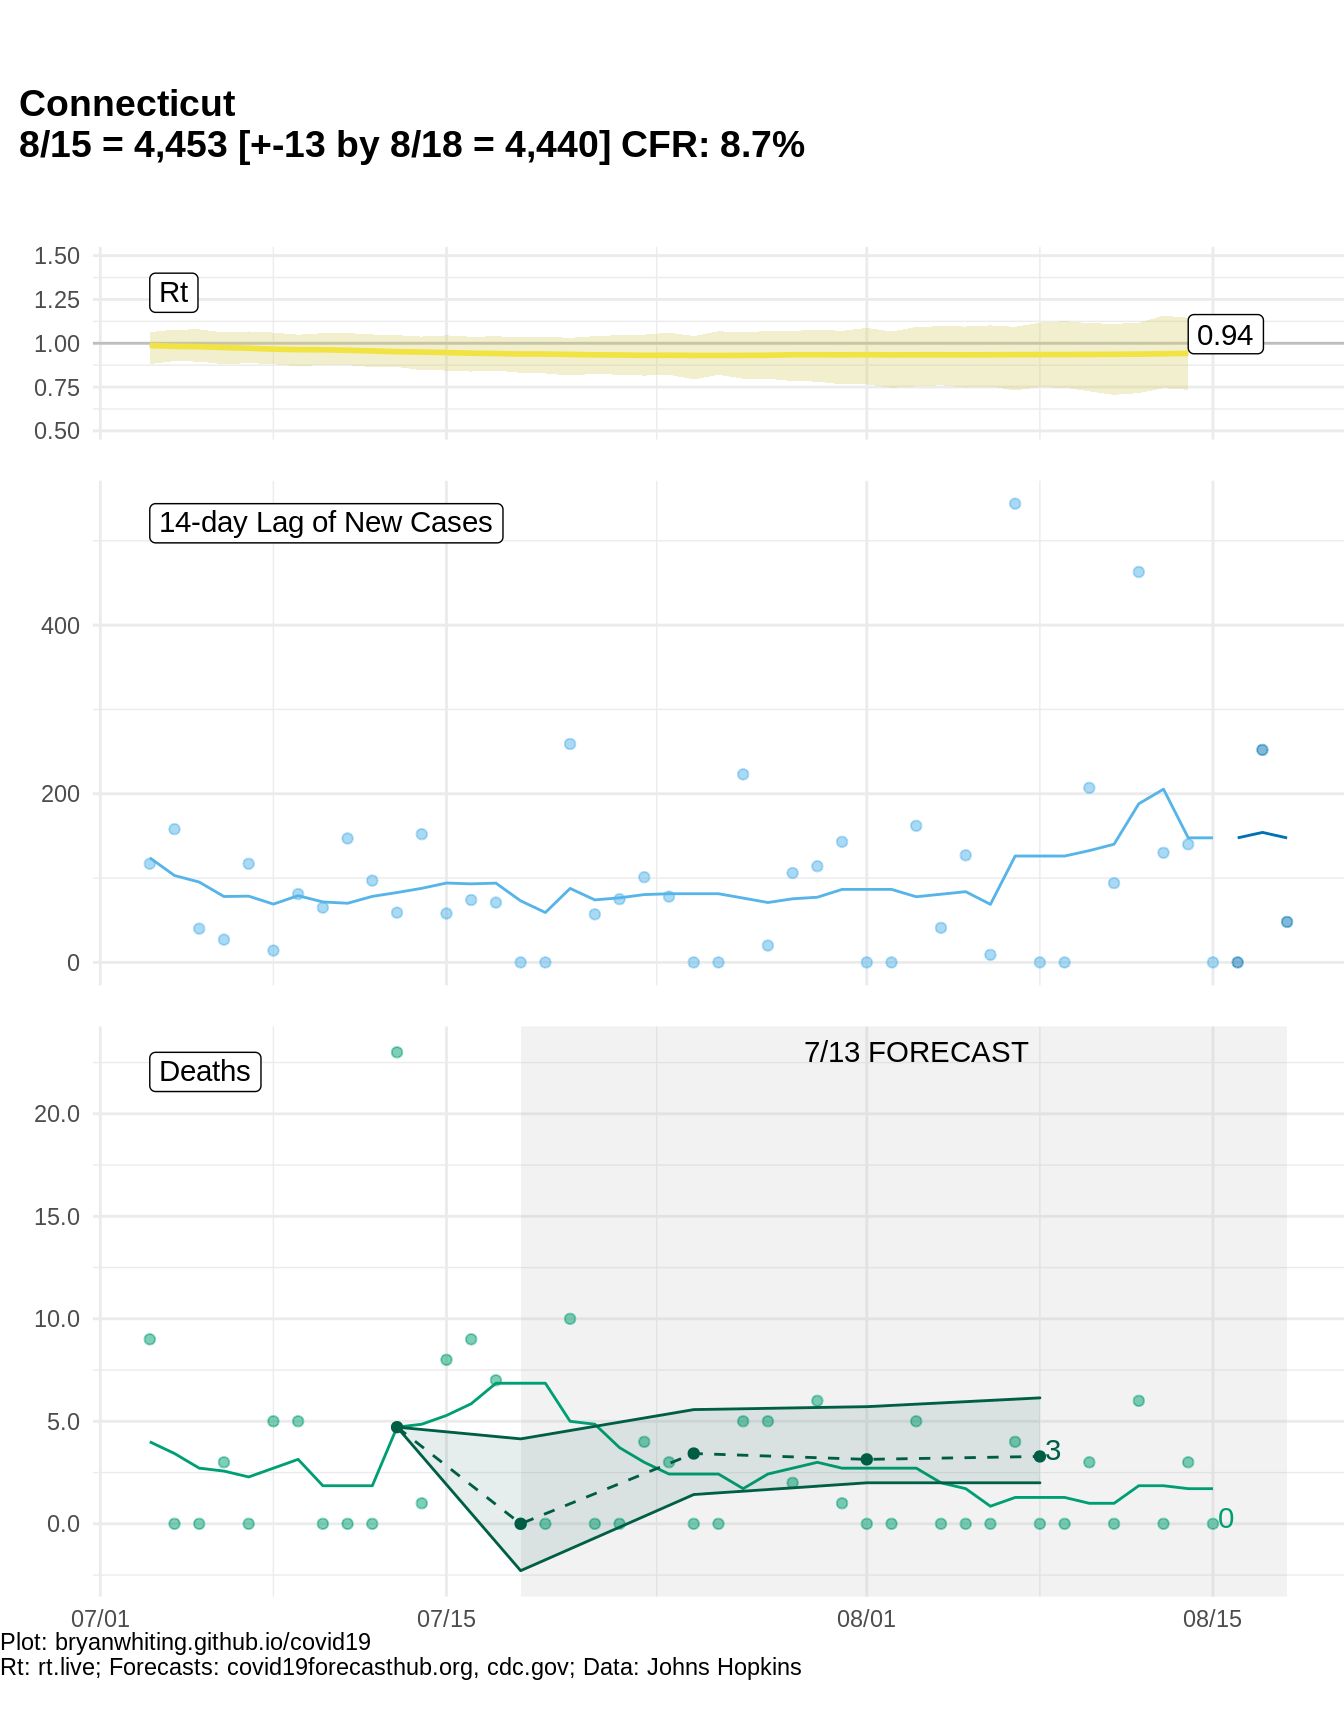 Connecticut
8/15 = 4,453 [+-13 by 8/18 = 4,440] CFR: 8.7%
1.50
1.25
1.00
0.75
0.50
Rt
0.94
14-day Lag of New Cases
400
200
0
Deaths
7/13 FORECAST
20.0
15.0
10.0
5.0
0.0
3
0
07/01
07/15
08/01
08/15
Plot: bryanwhiting.github.io/covid19
Rt: rt.live; Forecasts: covid19forecasthub.org, cdc.gov; Data: Johns Hopkins